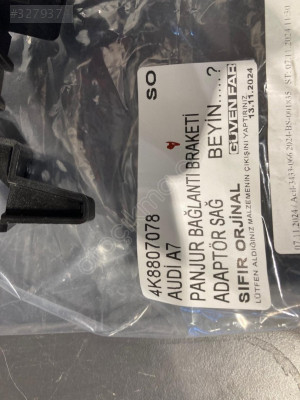 #327937
SO
4K8807078
AUDI A7
PANJUR BAĞLANTI BRAKETİ
ADAPTÖR SAĞ BEYİN.....?
SIFIR ORJİNAL GÜVENFAR
LÜTFEN ALDIĞINIZ MALZEMENİN ÇIKIŞINI YAPTIRINIZ 13.11.2024